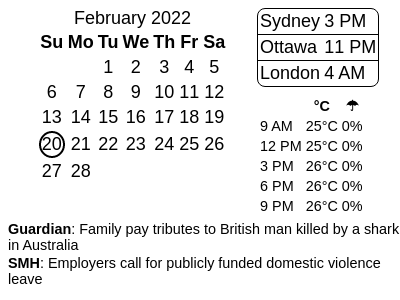 February 2022
Su Mo Tu We Th Fr Sa
1 2 3 4 5
6 7 8 9 10 11 12
13 14 15 16 17 18 19
20 21 22 23 24 25 26
27 28
Sydney 3 PM
Ottawa 11 PM
London 4 AM
°C ☂
9 AM 25°C 0%
12 PM 25°C 0%
3 PM 26°C 0%
6 PM 26°C 0%
9 PM 26°C 0%
Guardian: Family pay tributes to British man killed by a shark
in Australia
SMH: Employers call for publicly funded domestic violence
leave